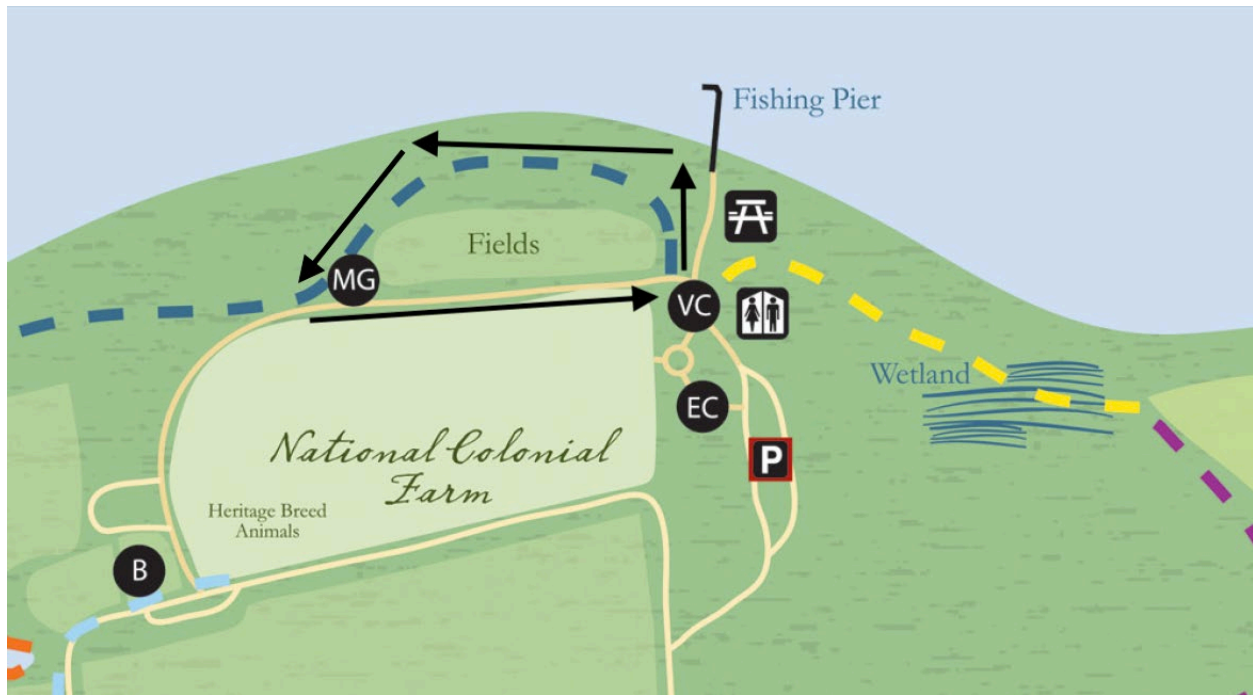 Fishing Pier
Fields
MG
VC
Wetland
EC
P
National Colonial
Farm
Heritage Breed
Animals
B